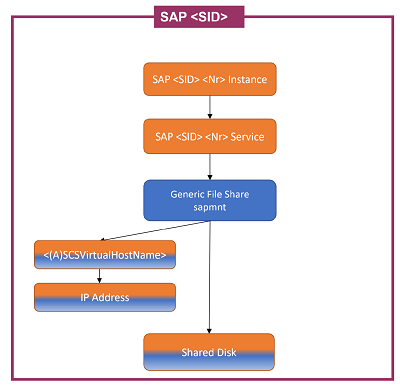 SAP <SID>
SAP <SID> <Nr> Instance
SAP <SID> <Nr> Service
Generic File Share
sapmnt
<(A)SCSVirtualHostName>
IP Address
Shared Disk